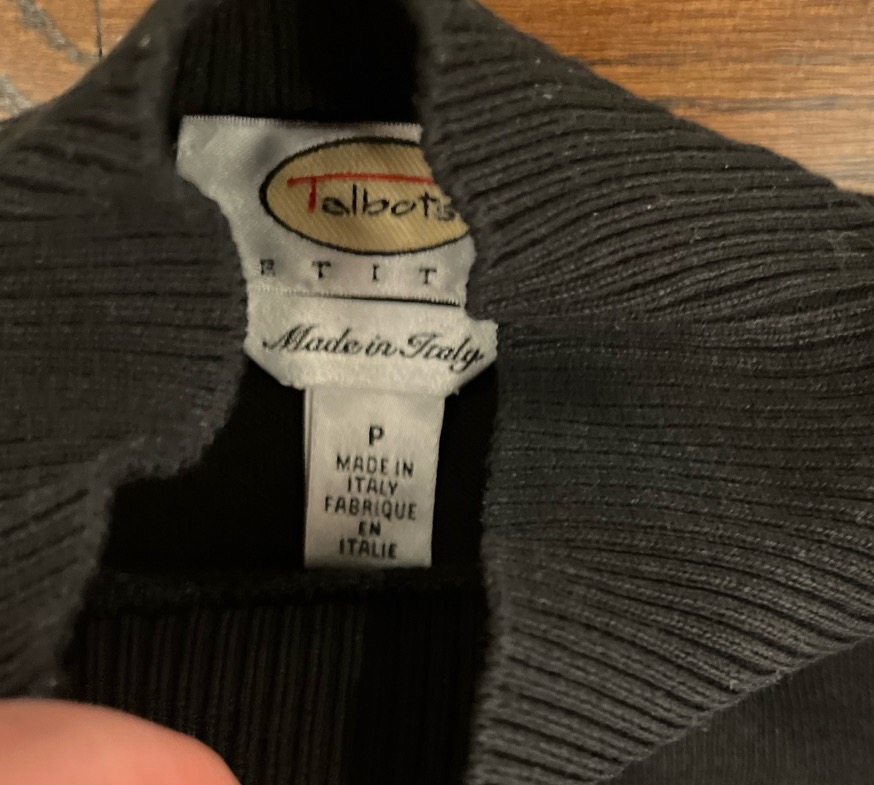 Talbots
E T I T
Made in Italy
P
MADE IN
ITALY
FABRIQUE
EN
ITALIE